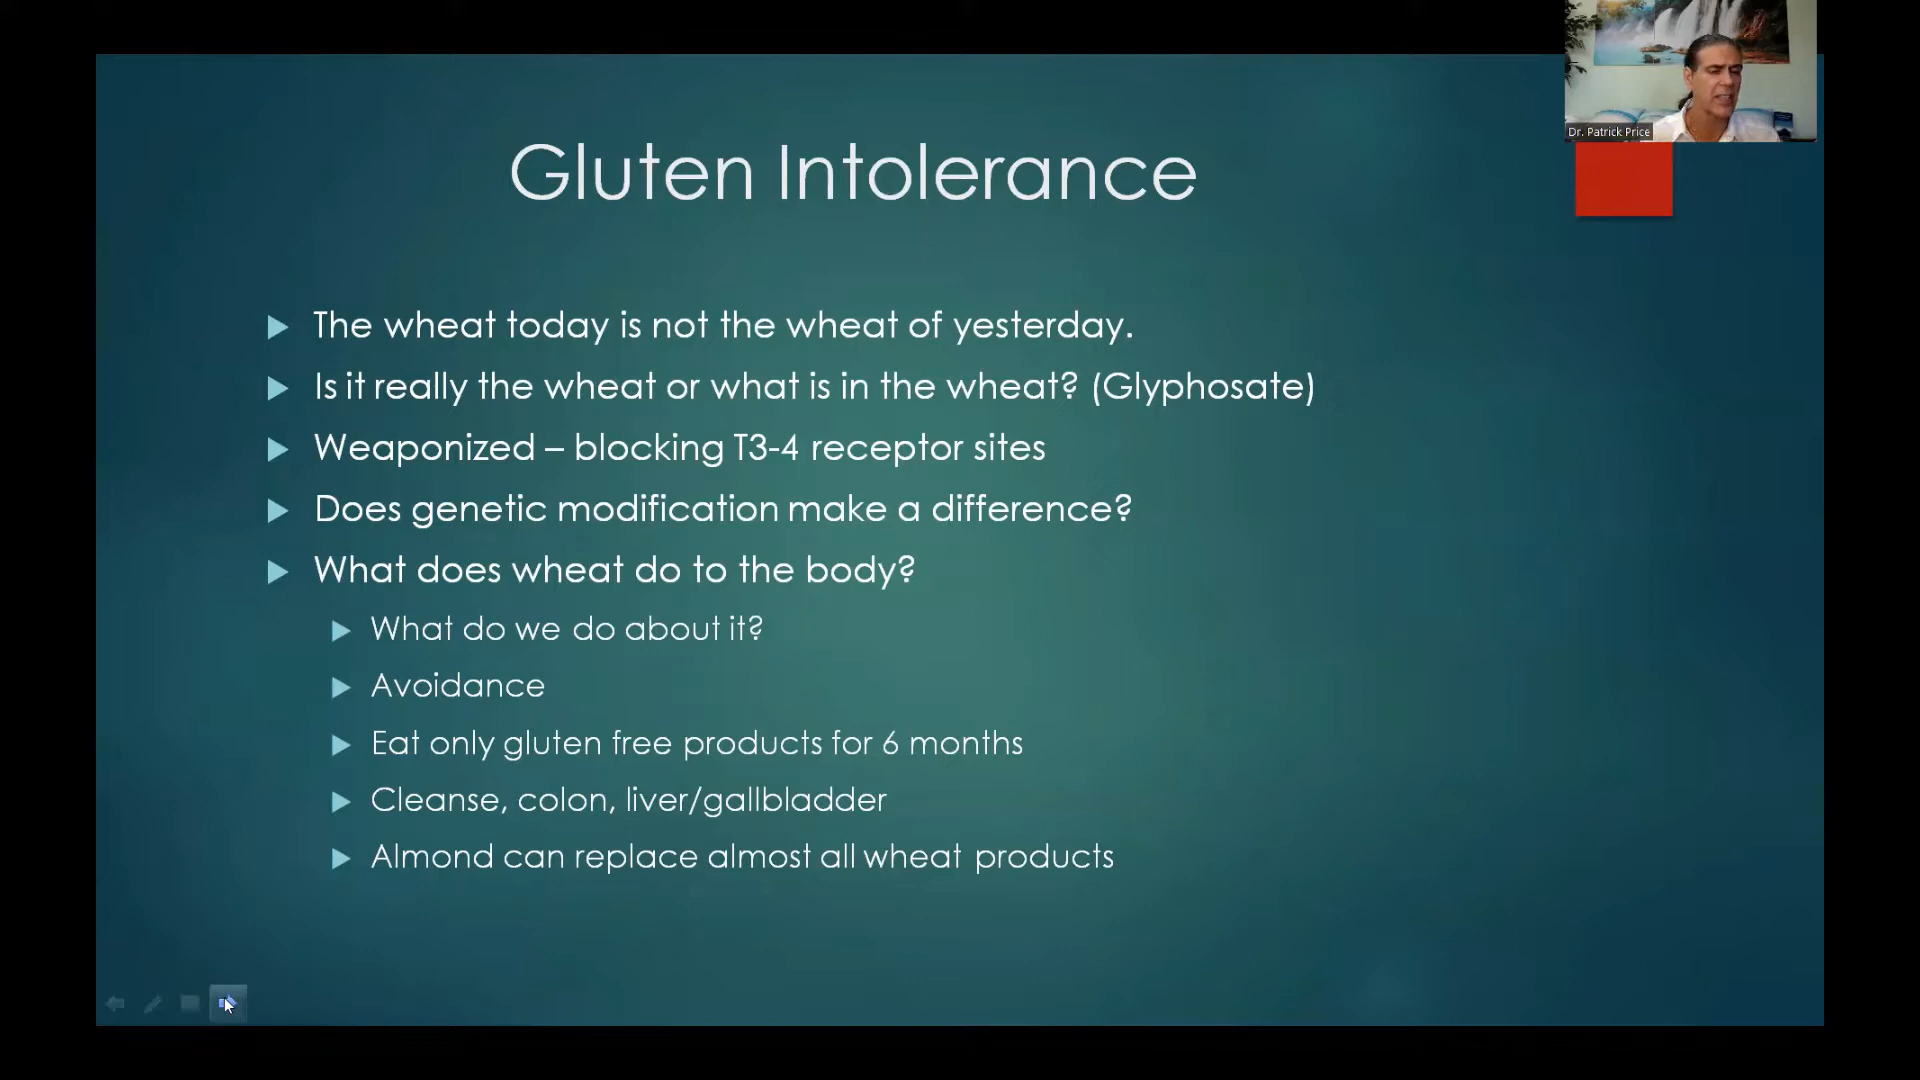 Dr. Patrick Price
Gluten Intolerance
The wheat today is not the wheat of yesterday.
Is it really the wheat or what is in the wheat? (Glyphosate)
Weaponized – blocking T3-4 receptor sites
Does genetic modification make a difference?
What does wheat do to the body?
What do we do about it?
Avoidance
Eat only gluten free products for 6 months
Cleanse, colon, liver/gallbladder
Almond can replace almost all wheat products